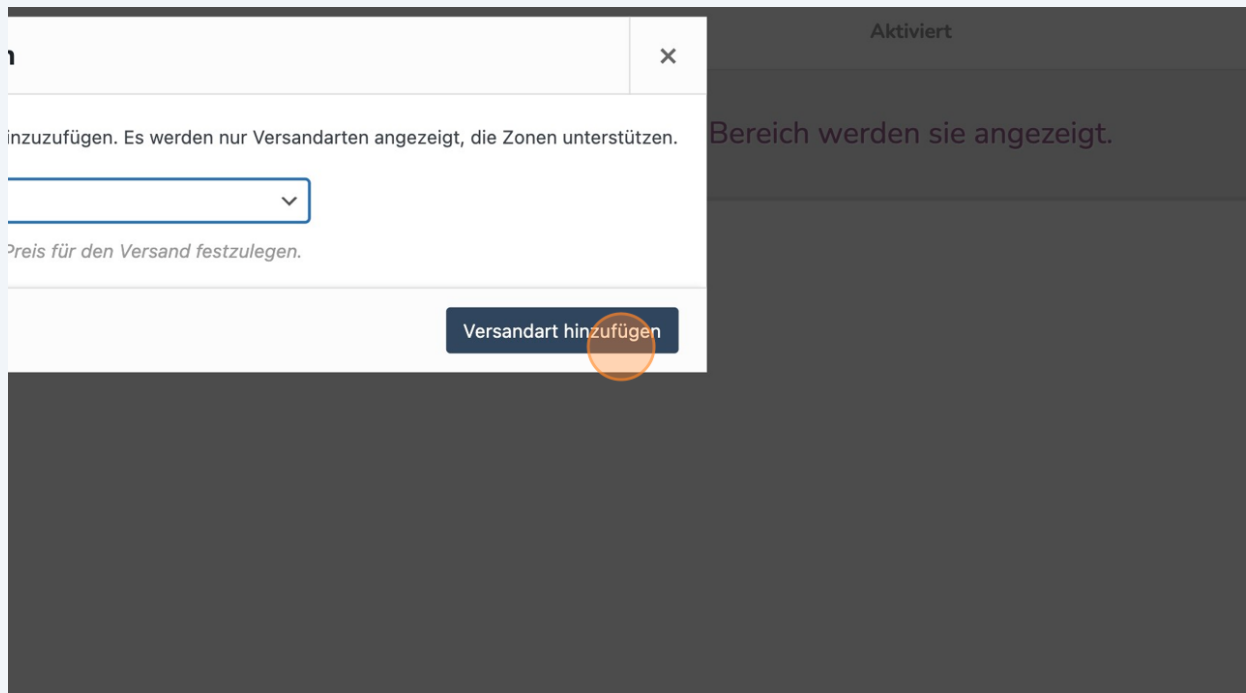 Aktiviert
n
inzuzufügen. Es werden nur Versandarten angezeigt, die Zonen unterstützen.
Bereich werden sie angezeigt.
Preis für den Versand festzulegen.
Versandart hinzufügen